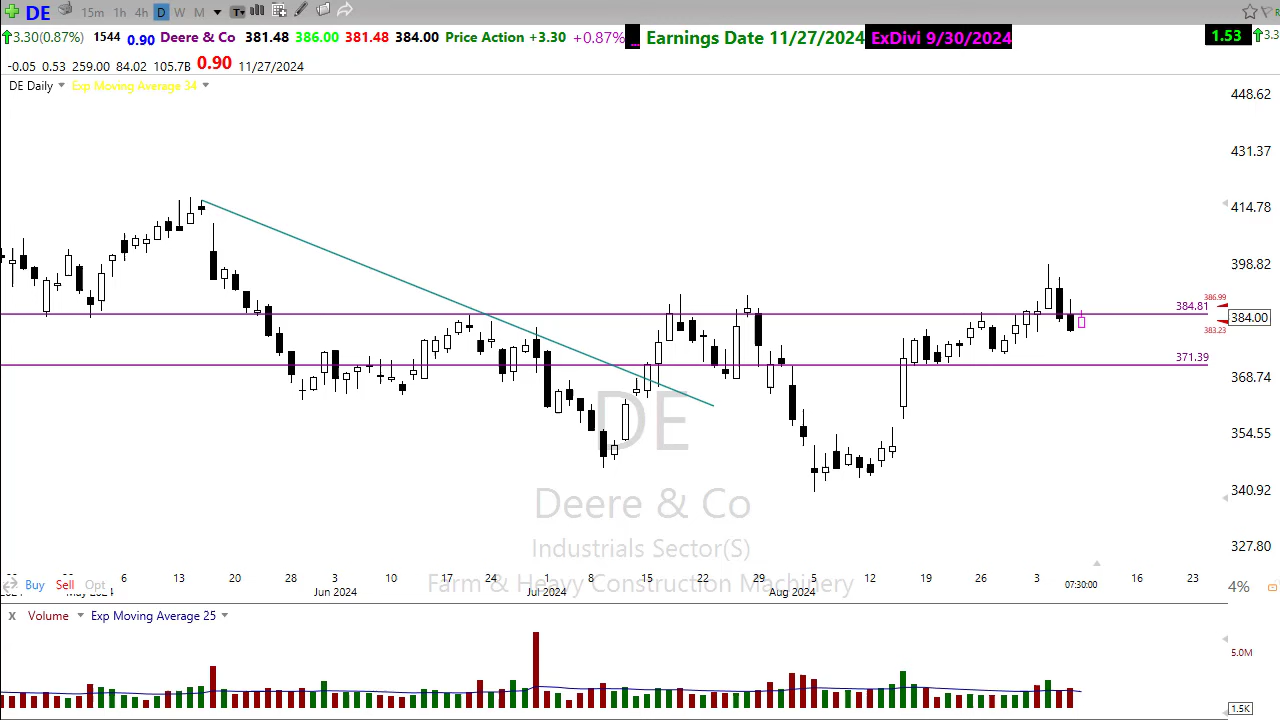 DE 15m 1h 4h D W M T
3.30(0.87%) 1544 0.90 Deere & Co 381.48 386.00 381.48 384.00 Price Action +3.30 +0.87% ... Earnings Date 11/27/2024 ExDivi 9/30/2024 1.53
-0.05 0.53 259.00 84.02 105.7B 0.90 11/27/2024
DE Daily Exp Moving Average 34
448.62
431.37
414.78
398.82
386.99
384.81
384.00
383.23
371.39
368.74
354.55
340.92
327.80
DE
Deere & Co
Industrials Sector(S)
Farm & Heavy Construction Machinery
6 13 20 28 3 10 17 24 1 8 15 22 29 5 12 19 26 3 07:30:00 16 23
Buy Sell Opt 4%
Jun 2024 Jul 2024 Aug 2024
X Volume Exp Moving Average 25
5.0M
1.5K